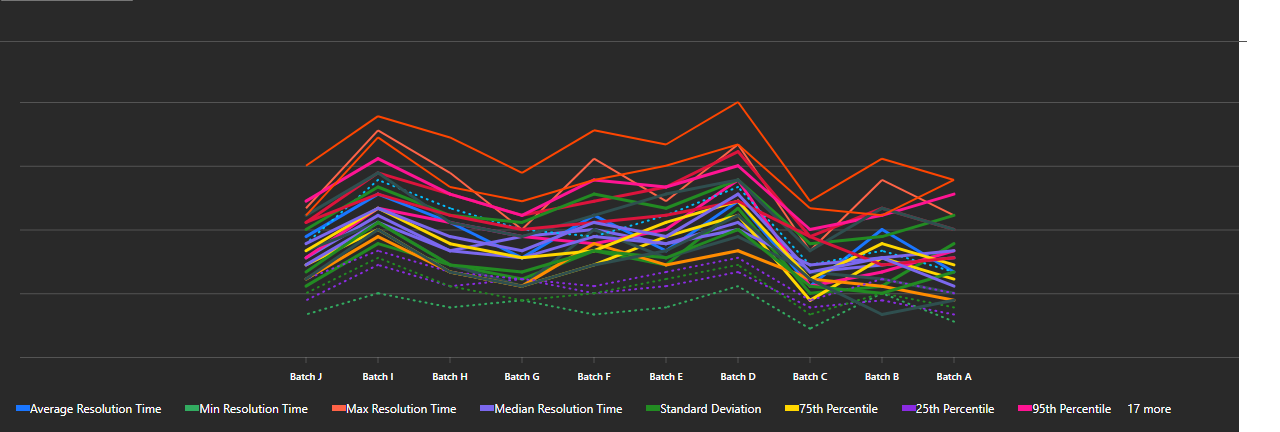 Batch J Batch I Batch H Batch G Batch F Batch E Batch D Batch C Batch B Batch A
Average Resolution Time Min Resolution Time Max Resolution Time Median Resolution Time Standard Deviation 75th Percentile 25th Percentile 95th Percentile 17 more